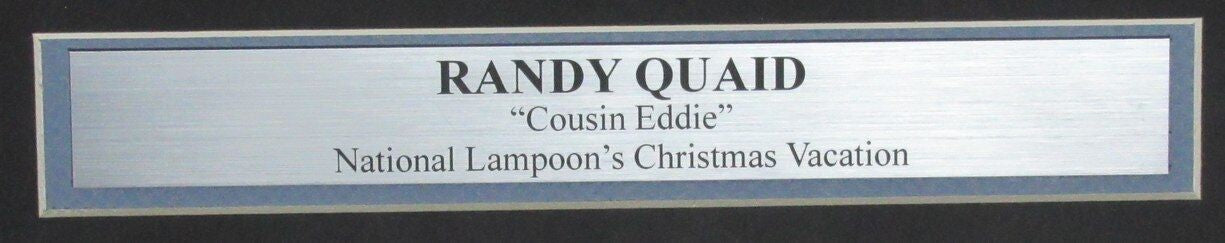 RANDY QUAID
“Cousin Eddie”
National Lampoon’s Christmas Vacation